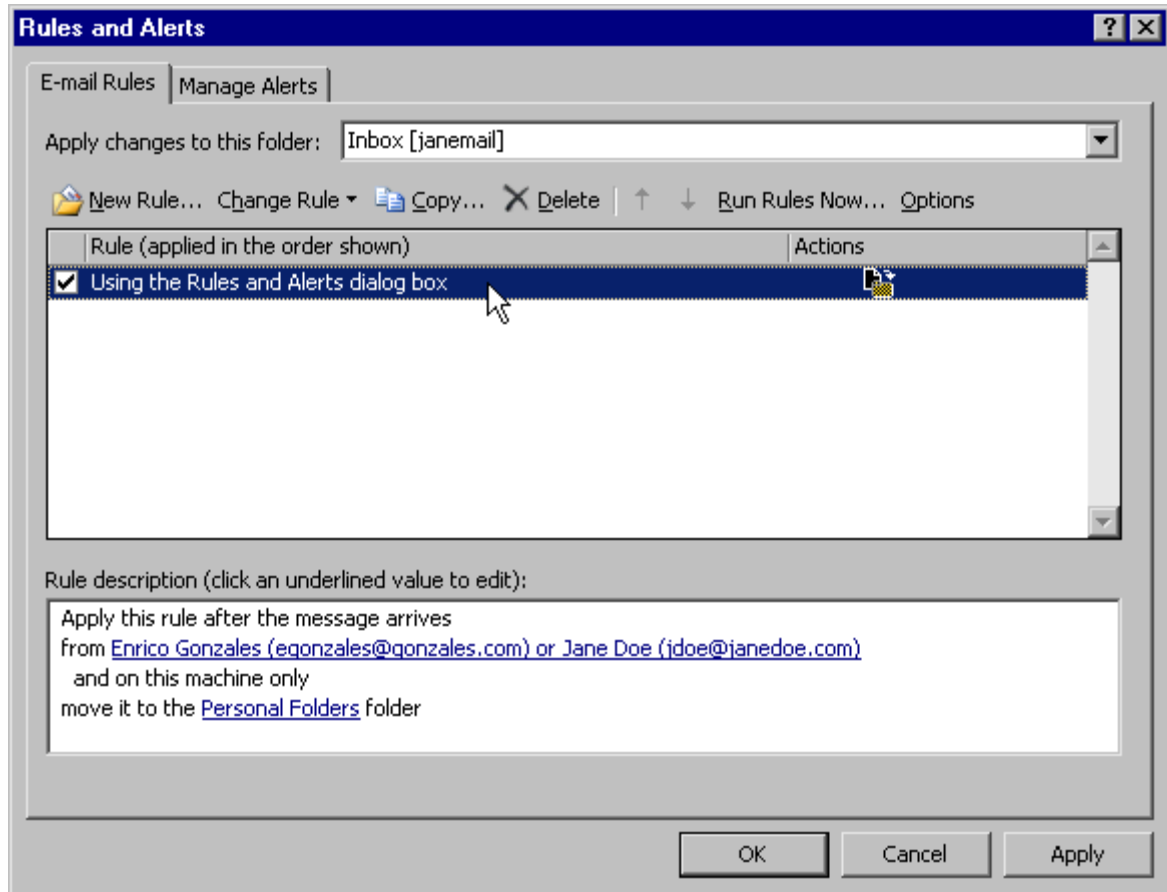 Rules and Alerts
E-mail Rules
Manage Alerts
Apply changes to this folder: Inbox [janemail]
New Rule... Change Rule Copy... Delete Run Rules Now... Options
Rule (applied in the order shown) Actions
Using the Rules and Alerts dialog box
Rule description (click an underlined value to edit):
Apply this rule after the message arrives
from Enrico Gonzales (egonzales@gonzales.com) or Jane Doe (jdoe@janedoe.com)
and on this machine only
move it to the Personal Folders folder
OK Cancel Apply